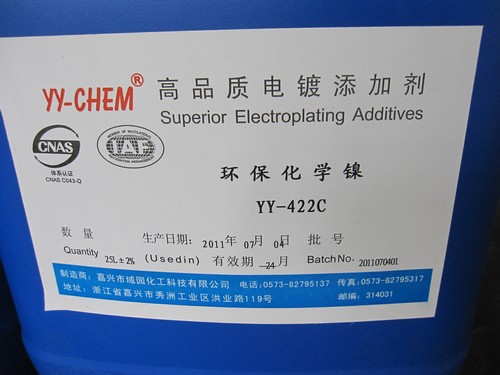 YY-CHEM® 高品质电镀添加剂
Superior Electroplating Additives
CNAS
体系认证
CNAS C043-Q
IAF
环保化学镍
YY-422C
数量 生产日期: 2011年 07月 04日 批号
Quantity 25L±2% (Usedin) 有效期 24月 Batch No. 2011070401
制造商: 嘉兴市域园化工科技有限公司 电话: 0573-82795137 传真: 0573-82795317
地址: 浙江省嘉兴市秀洲工业区洪业路119号 邮编: 314031